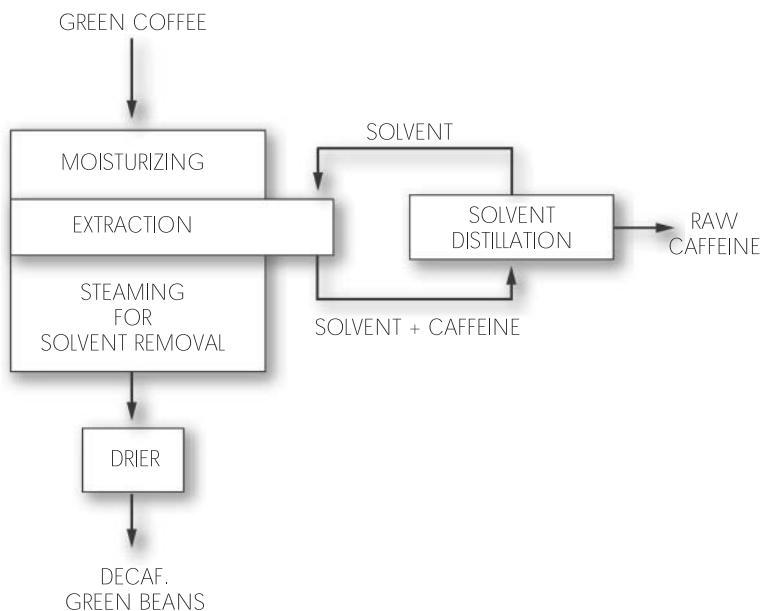 GREEN COFFEE
MOISTURIZING
EXTRACTION
STEAMING
FOR
SOLVENT REMOVAL
SOLVENT
SOLVENT
DISTILLATION
RAW
CAFFEINE
SOLVENT + CAFFEINE
DRIER
DECAF.
GREEN BEANS